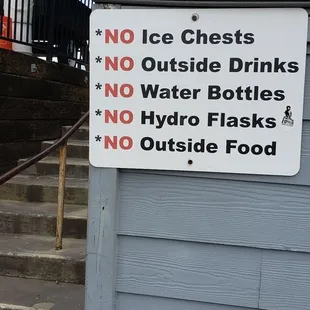 *NO Ice Chests
*NO Outside Drinks
*NO Water Bottles
*NO Hydro Flasks
*NO Outside Food